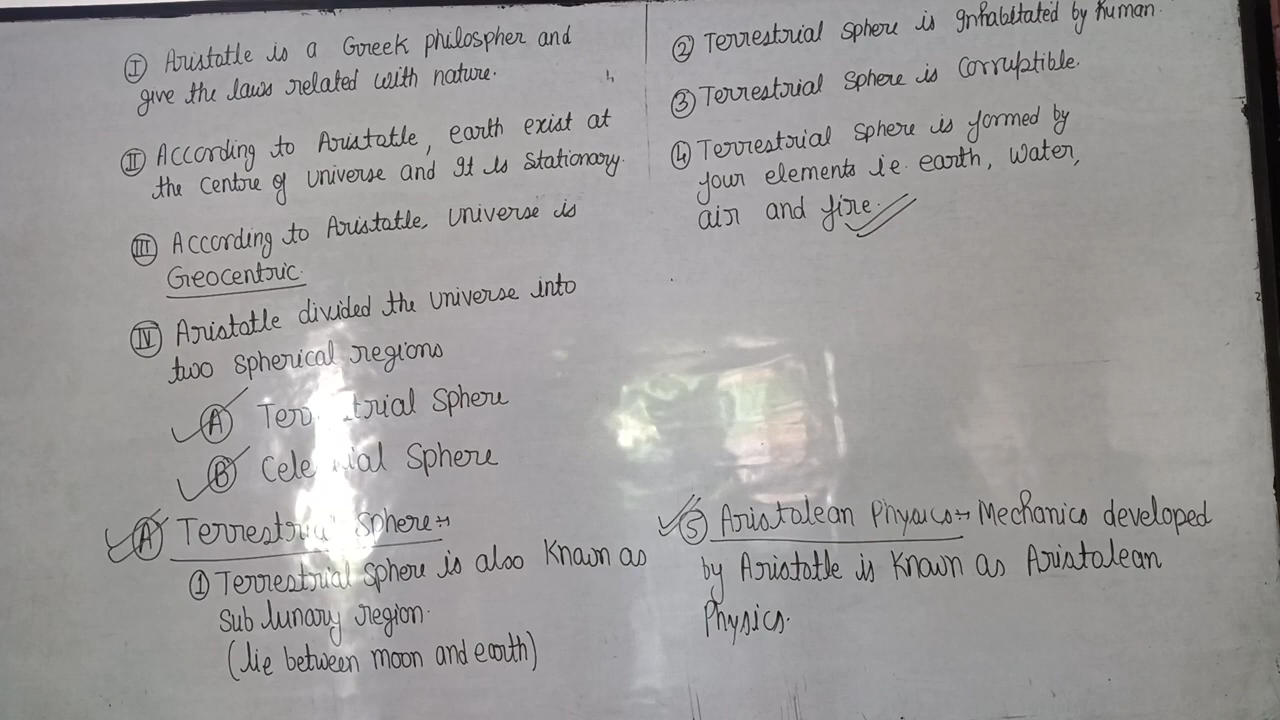 I Aristotle is a Greek philospher and
give the laws related with nature.
II According to Aristotle, earth exist at
the centre of universe and It is Stationary.
III According to Aristotle, universe is
Geocentric.
IV Aristotle divided the universe into
two spherical regions
A Sphere
B Sphere
A Terrestrial Sphere:-
1 Terrestrial sphere is also Known as
sub lunary region.
(lie between moon and earth)
2 Terrestrial sphere is Inhabitated by human.
3 Terrestrial Sphere is Corruptible.
4 Terrestrial sphere is formed by
four elements i.e. earth, water,
air and fire.
5 Aristolean Physics:- Mechanics developed
by Aristotle is Known as Aristolean
Physics.